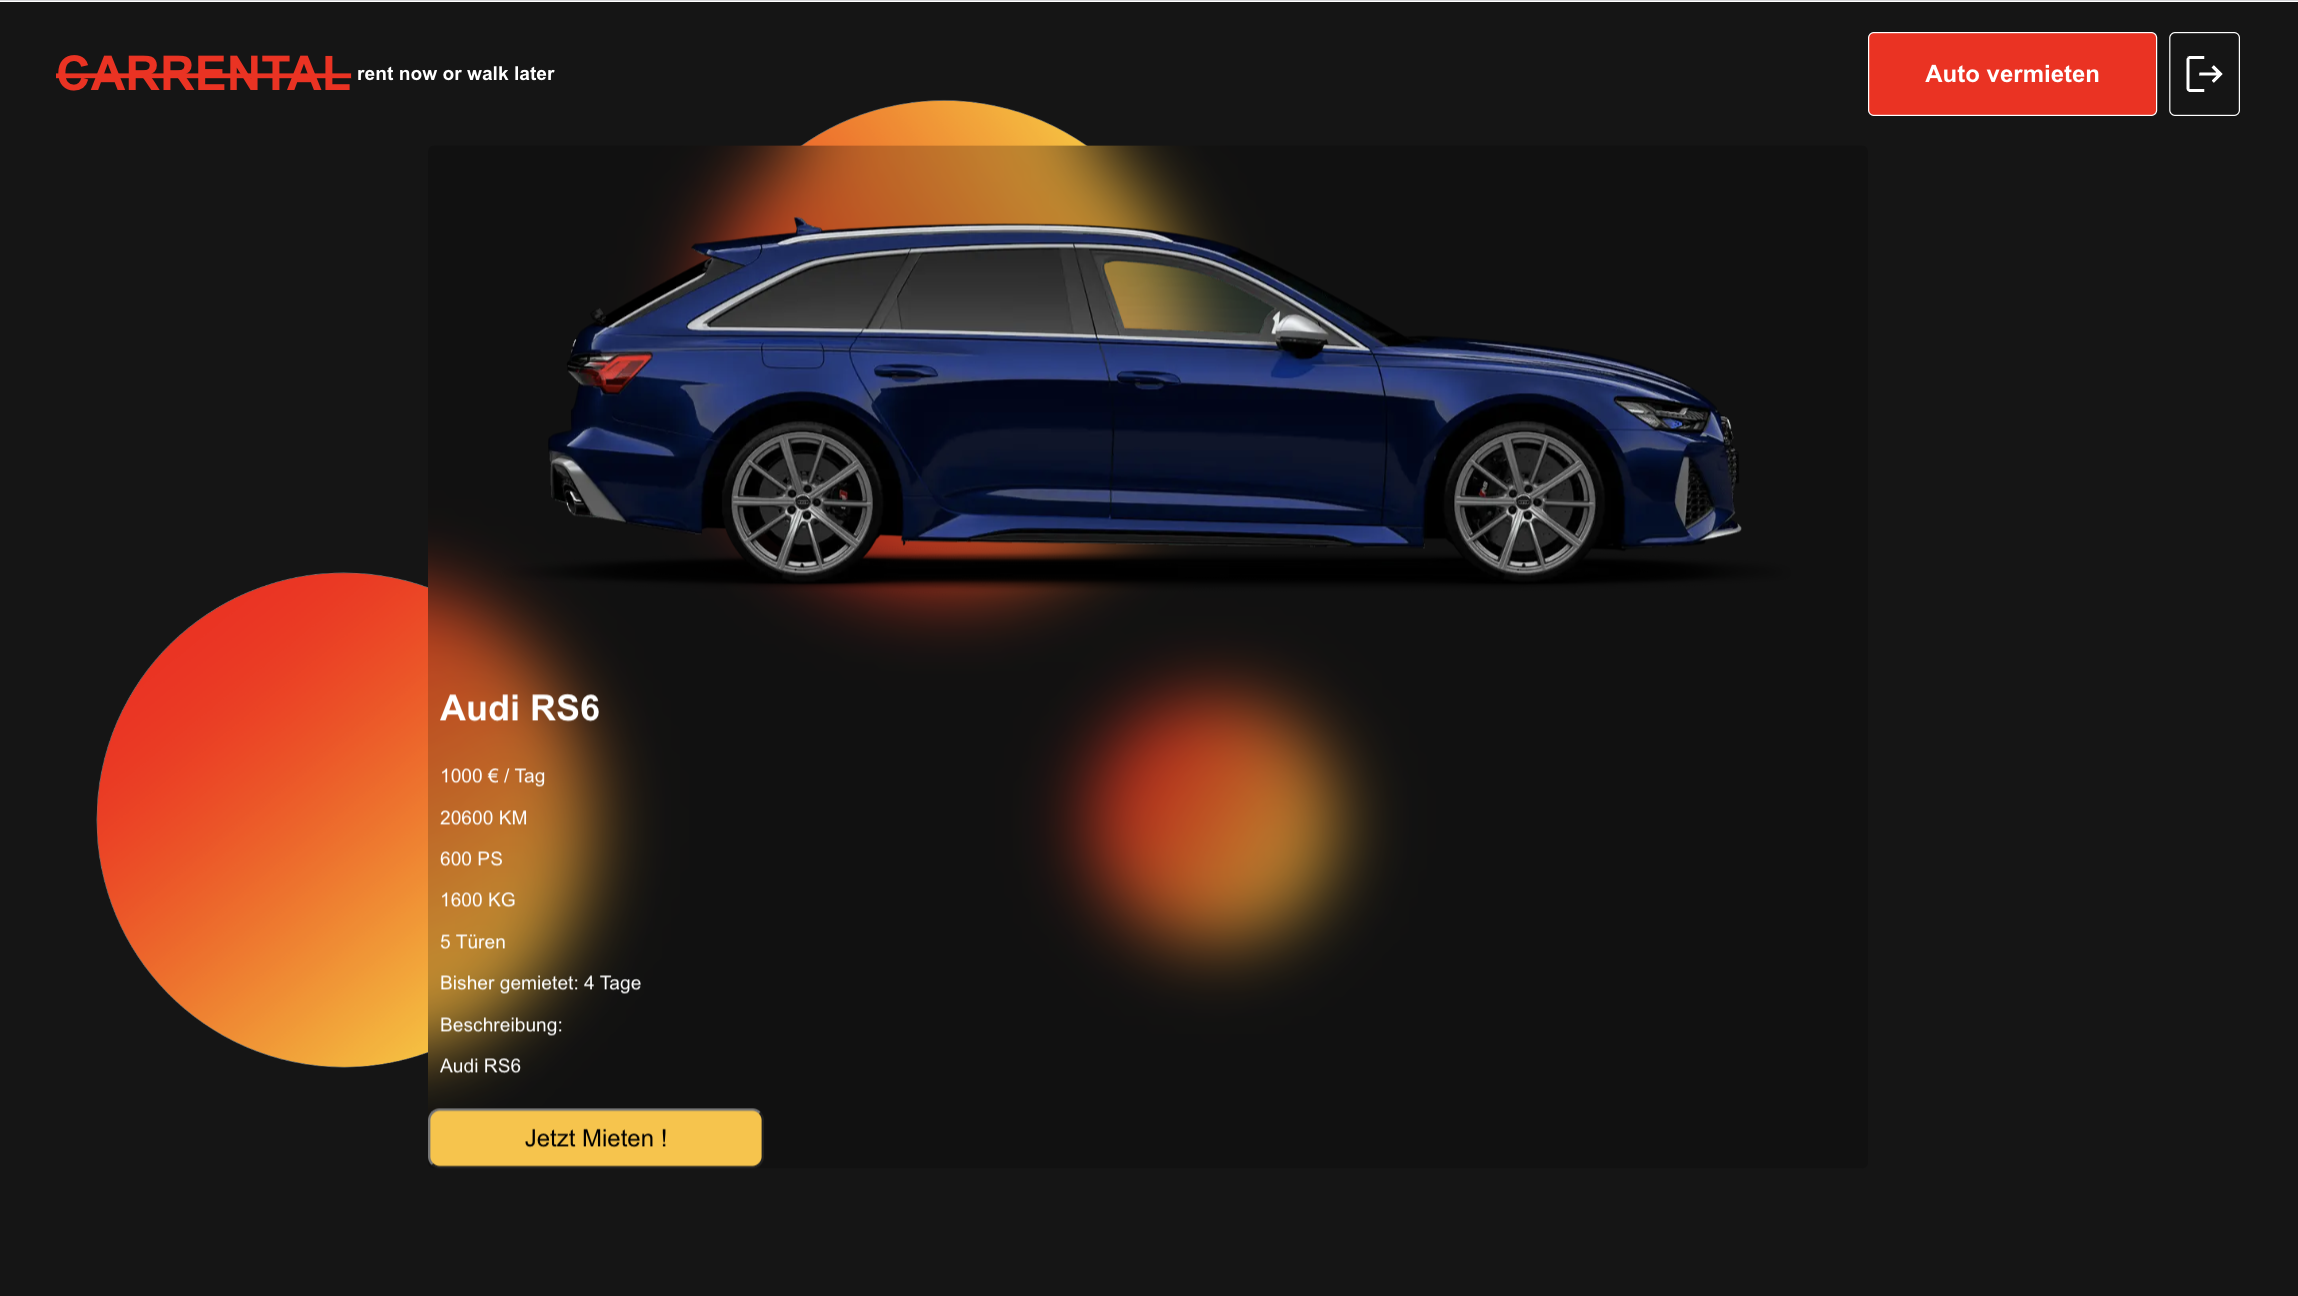 CARRENTAL rent now or walk later
Auto vermieten
Audi RS6
1000 € / Tag
20600 KM
600 PS
1600 KG
5 Türen
Bisher gemietet: 4 Tage
Beschreibung:
Audi RS6
Jetzt Mieten !